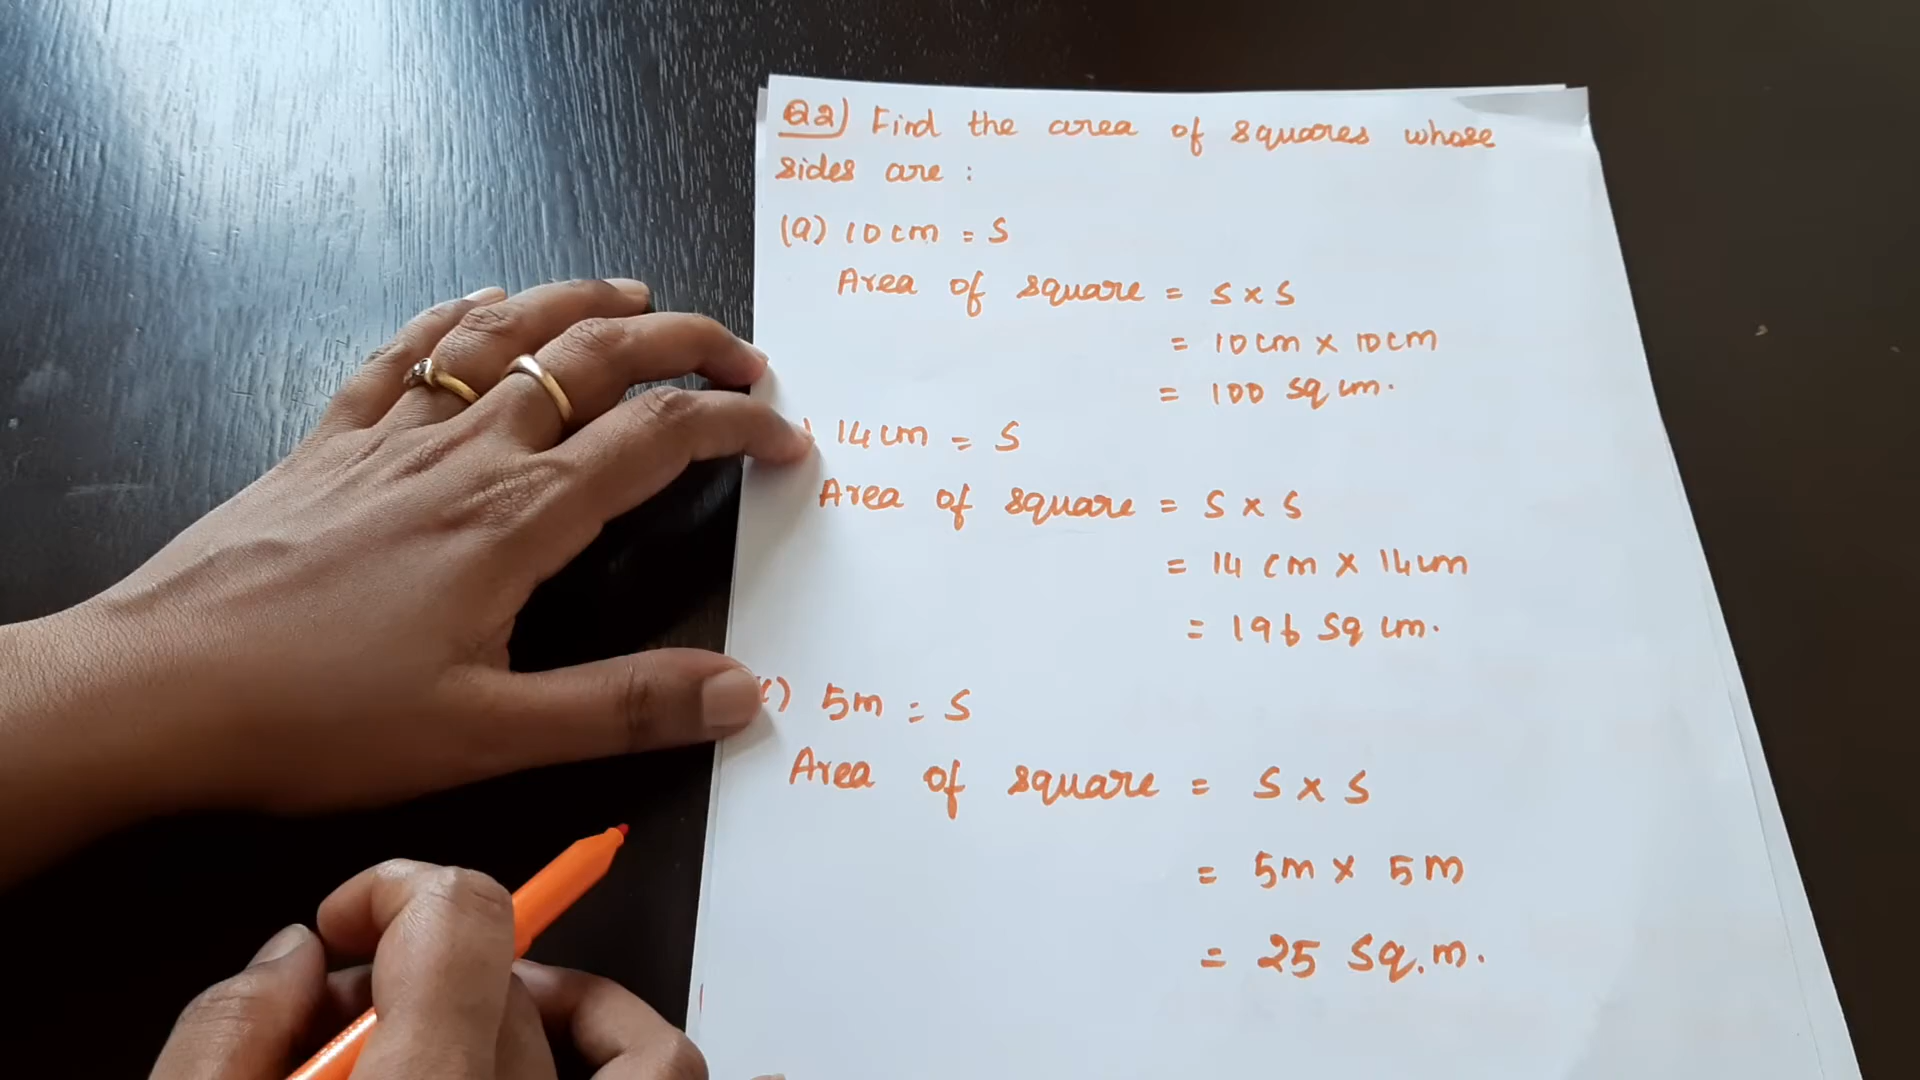 Q2) Find the area of squares whose
sides are :
(a) 10 cm = S
Area of square = S x S
= 10 cm x 10 cm
= 100 sq cm.
) 14 cm = S
Area of square = S x S
= 14 cm x 14 cm
= 196 sq cm.
c) 5m = S
Area of square = S x S
= 5m x 5m
= 25 sq.m.